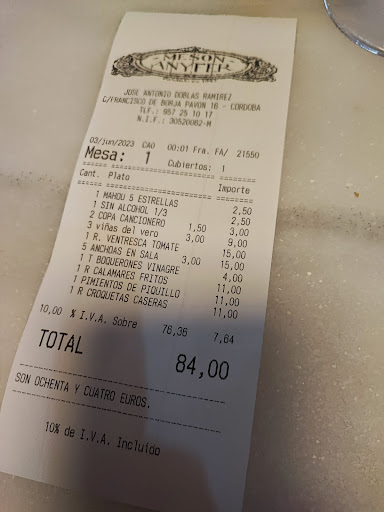 MESON
ANYFER
JOSE ANTONIO DOBLAS RAMIREZ
C/FRANCISCO DE BORJA PAVON 16 - CORDOBA
TLF.: 957 25 10 17
N.I.F.: 30520062-M
03/jun/2023 CAO 00:01 Fra. FA/ 21550
Mesa: 1 Cubiertos: 1
Cant. Plato Importe
1 MAHOU 5 ESTRELLAS 2,50
1 SIN ALCOHOL 1/3 2,50
2 COPA CANCIONERO 1,50 3,00
3 viñas del vero 3,00 9,00
1 R. VENTRESCA TOMATE 15,00
5 ANCHOAS EN SALA 3,00 15,00
1 T BOQUERONES VINAGRE 4,00
1 R CALAMARES FRITOS 11,00
1 PIMIENTOS DE PIQUILLO 11,00
1 R CROQUETAS CASERAS 11,00
10,00 % I.V.A. Sobre 76,36 7,64
TOTAL 84,00
SON OCHENTA Y CUATRO EUROS.
10% de I.V.A. Incluido